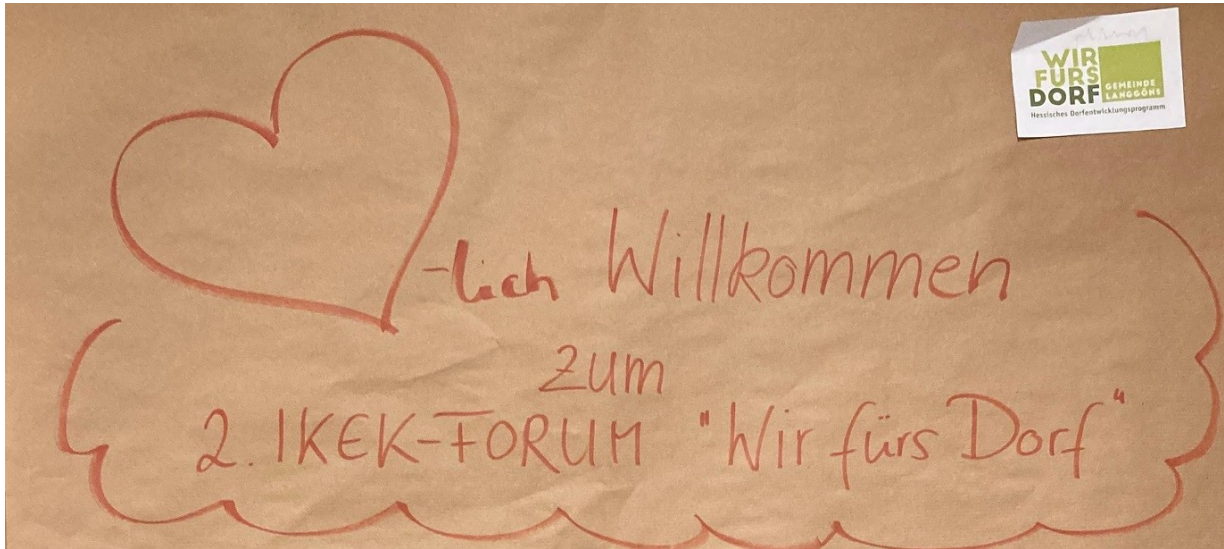 WIR
FÜRS
DORF
GEMEINDE
LANGGÖNS
Hessisches Dorfentwicklungsprogramm
-lich Willkommen
zum
2. IKEK-FORUM "Wir fürs Dorf"